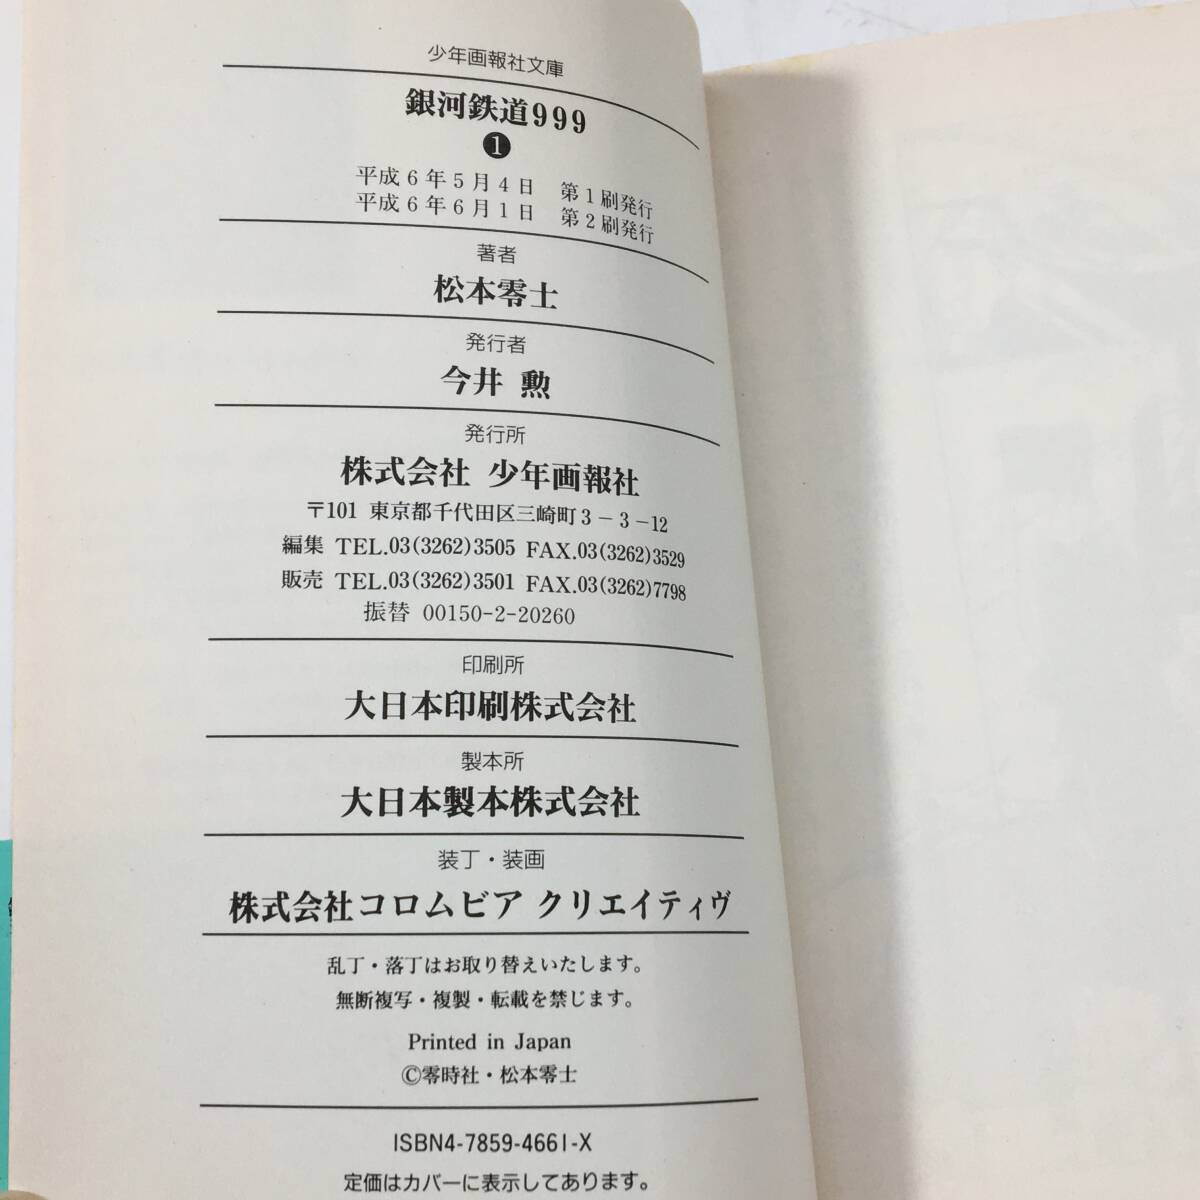 少年画報社文庫
銀河鉄道999
❶
平成6年5月4日 第1刷発行
平成6年6月1日 第2刷発行
著者
松本零士
発行者
今井 勲
発行所
株式会社 少年画報社
〒101 東京都千代田区三崎町3-3-12
編集 TEL.03(3262)3505 FAX.03(3262)3529
販売 TEL.03(3262)3501 FAX.03(3262)7798
振替 00150-2-20260
印刷所
大日本印刷株式会社
製本所
大日本製本株式会社
装丁・装画
株式会社コロムビア クリエイティヴ
乱丁・落丁はお取り替えいたします。
無断複写・複製・転載を禁じます。
Printed in Japan
©零時社・松本零士
ISBN4-7859-4661-X
定価はカバーに表示してあります。